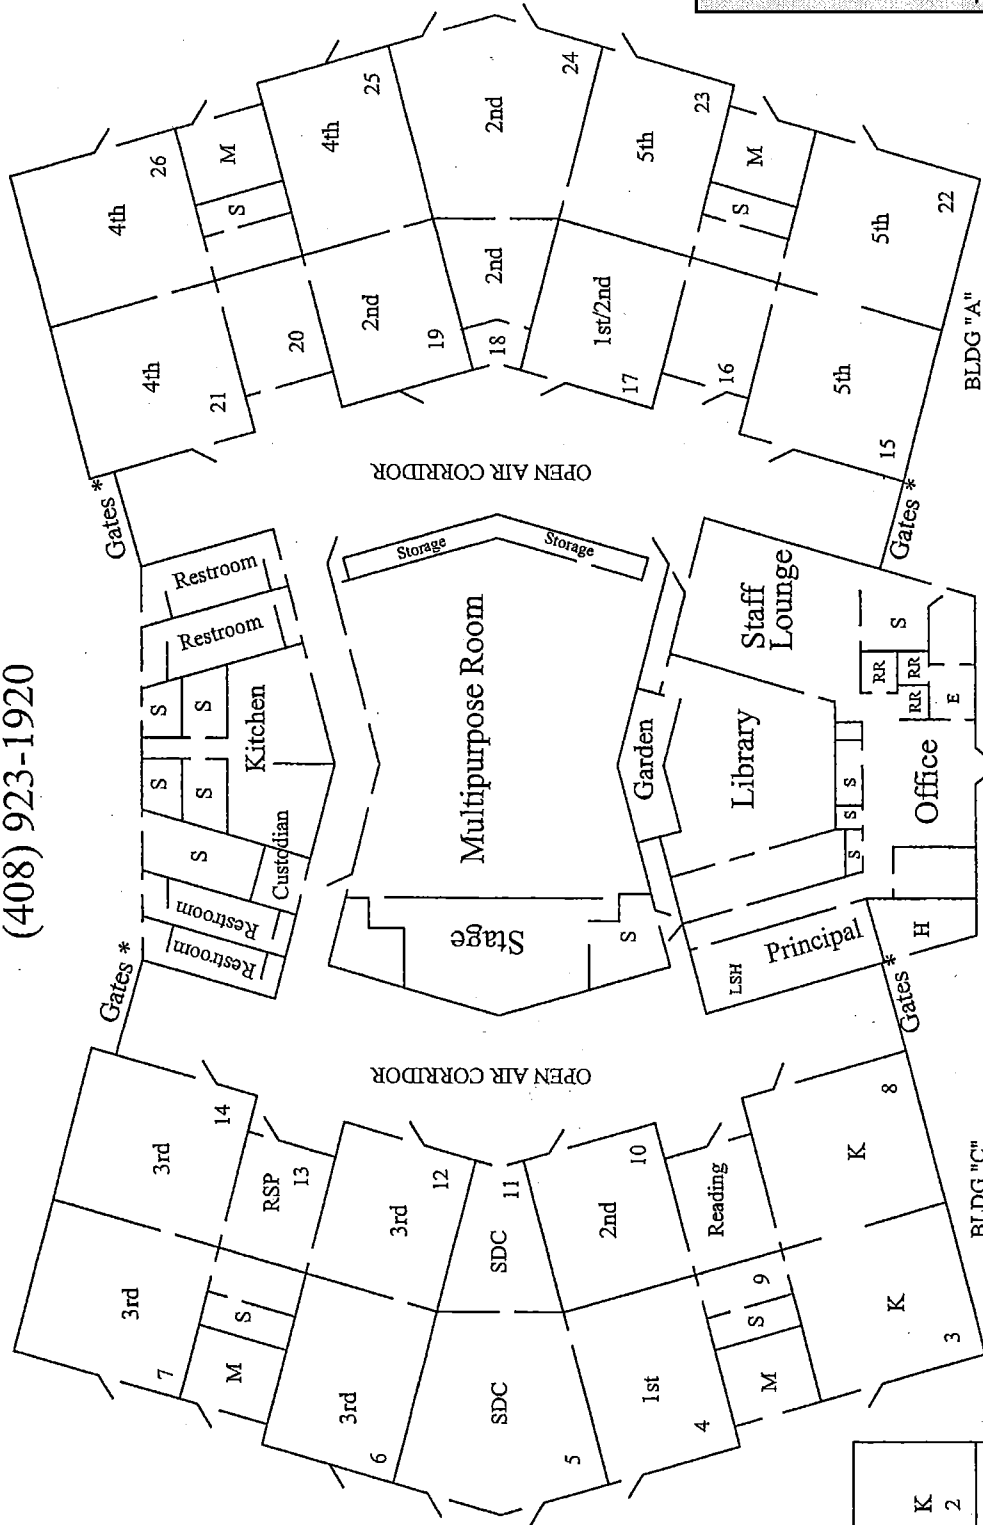 (408) 923-1920
4th
26
M
S
4th
21
20
4th
25
2nd
19
2nd
24
2nd
18
5th
23
1st/2nd
17
M
S
16
5th
22
5th
15
BLDG "A"
OPEN AIR CORRIDOR
Gates *
Gates *
Restroom
Restroom
S
S
Kitchen
S
S
S
Custodian
Restroom
Restroom
Gates *
Storage
Storage
Multipurpose Room
Stage
S
Garden
Staff
Lounge
Library
S
S
S
S
RR
RR
RR
E
Office
H
LSH
Principal
Gates *
OPEN AIR CORRIDOR
3rd
14
RSP
13
3rd
12
SDC
11
2nd
10
Reading
K
8
3rd
7
S
M
3rd
6
SDC
5
1st
4
9
S
M
K
3
BLDG "C"
K
2